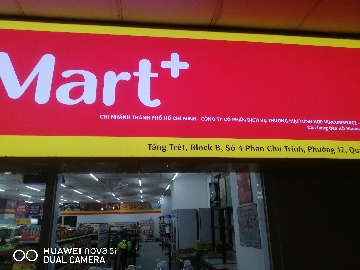 Mart+
CHI NHÁNH THÀNH PHỐ HỒ CHÍ MINH - CÔNG TY CỔ PHẦN DỊCH VỤ THƯƠNG MẠI TỔNG HỢP
Tầng Trệt, Block B, Số 4 Phan Chu Trinh, Phường 12, Qu
HUAWEI nova 3i
DUAL CAMERA